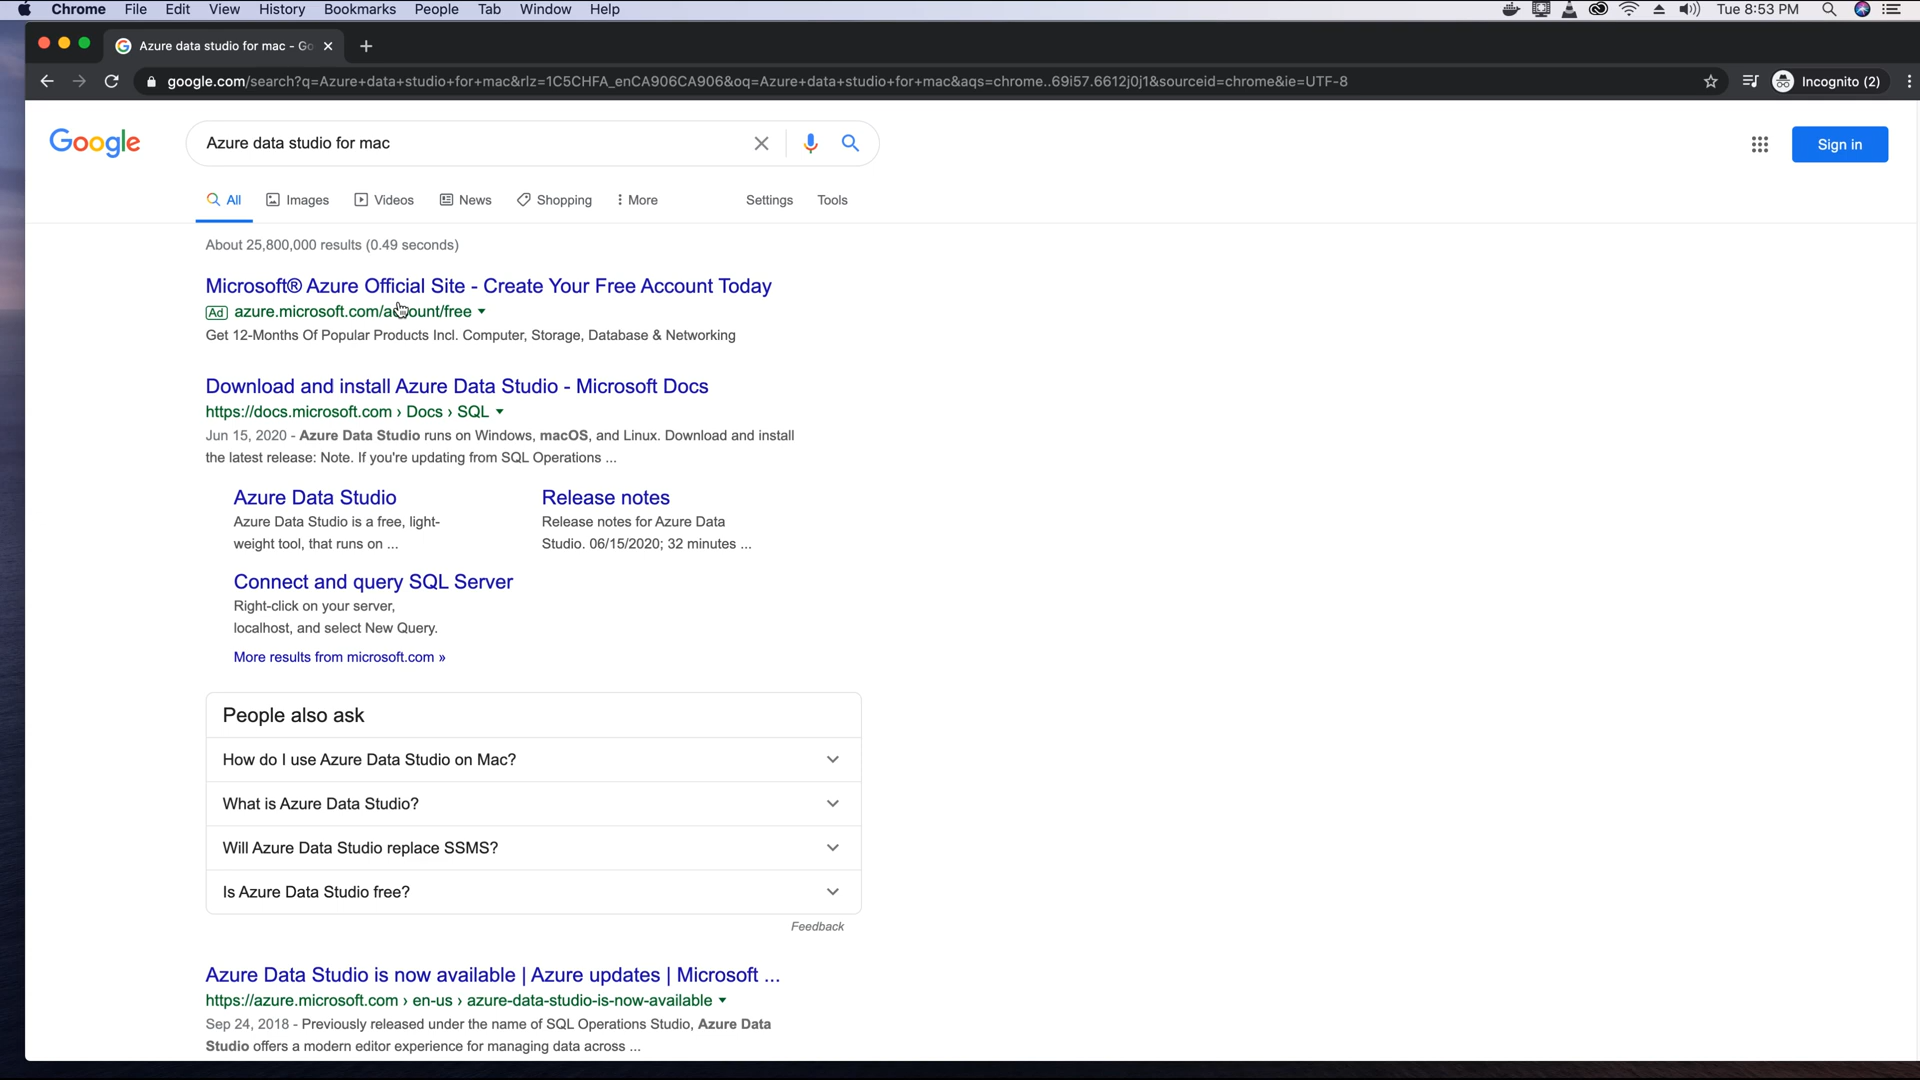 Chrome File Edit View History Bookmarks People Tab Window Help Tue 8:53 PM
Azure data studio for mac - Go
google.com/search?q=Azure+data+studio+for+mac&rlz=1C5CHFA_enCA906CA906&oq=Azure+data+studio+for+mac&aqs=chrome..69i57.6612j0j1&sourceid=chrome&ie=UTF-8 Incognito (2)
Google Azure data studio for mac Sign in
All Images Videos News Shopping More Settings Tools
About 25,800,000 results (0.49 seconds)
Microsoft® Azure Official Site - Create Your Free Account Today
Ad azure.microsoft.com/account/free
Get 12-Months Of Popular Products Incl. Computer, Storage, Database & Networking
Download and install Azure Data Studio - Microsoft Docs
https://docs.microsoft.com › Docs › SQL
Jun 15, 2020 - Azure Data Studio runs on Windows, macOS, and Linux. Download and install
the latest release: Note. If you're updating from SQL Operations ...
Azure Data Studio
Azure Data Studio is a free, light-
weight tool, that runs on ...
Release notes
Release notes for Azure Data
Studio. 06/15/2020; 32 minutes ...
Connect and query SQL Server
Right-click on your server,
localhost, and select New Query.
More results from microsoft.com »
People also ask
How do I use Azure Data Studio on Mac?
What is Azure Data Studio?
Will Azure Data Studio replace SSMS?
Is Azure Data Studio free?
Feedback
Azure Data Studio is now available | Azure updates | Microsoft ...
https://azure.microsoft.com › en-us › azure-data-studio-is-now-available
Sep 24, 2018 - Previously released under the name of SQL Operations Studio, Azure Data
Studio offers a modern editor experience for managing data across ...